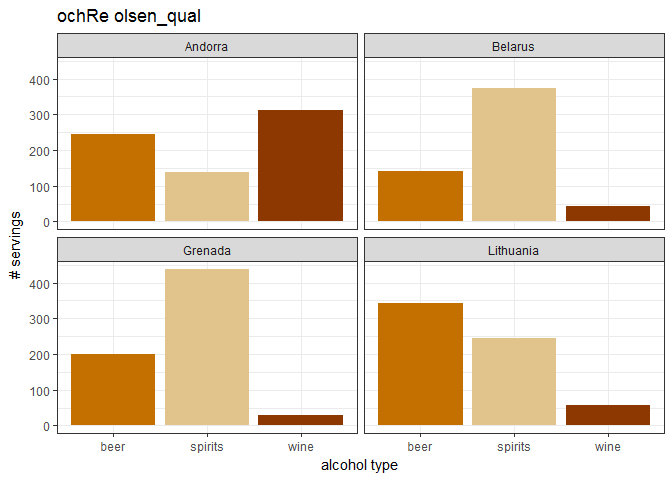 ochRe olsen_qual
Andorra
Belarus
400
300
200
100
0
Grenada
Lithuania
400
300
200
100
0
# servings
beer spirits wine
beer spirits wine
alcohol type